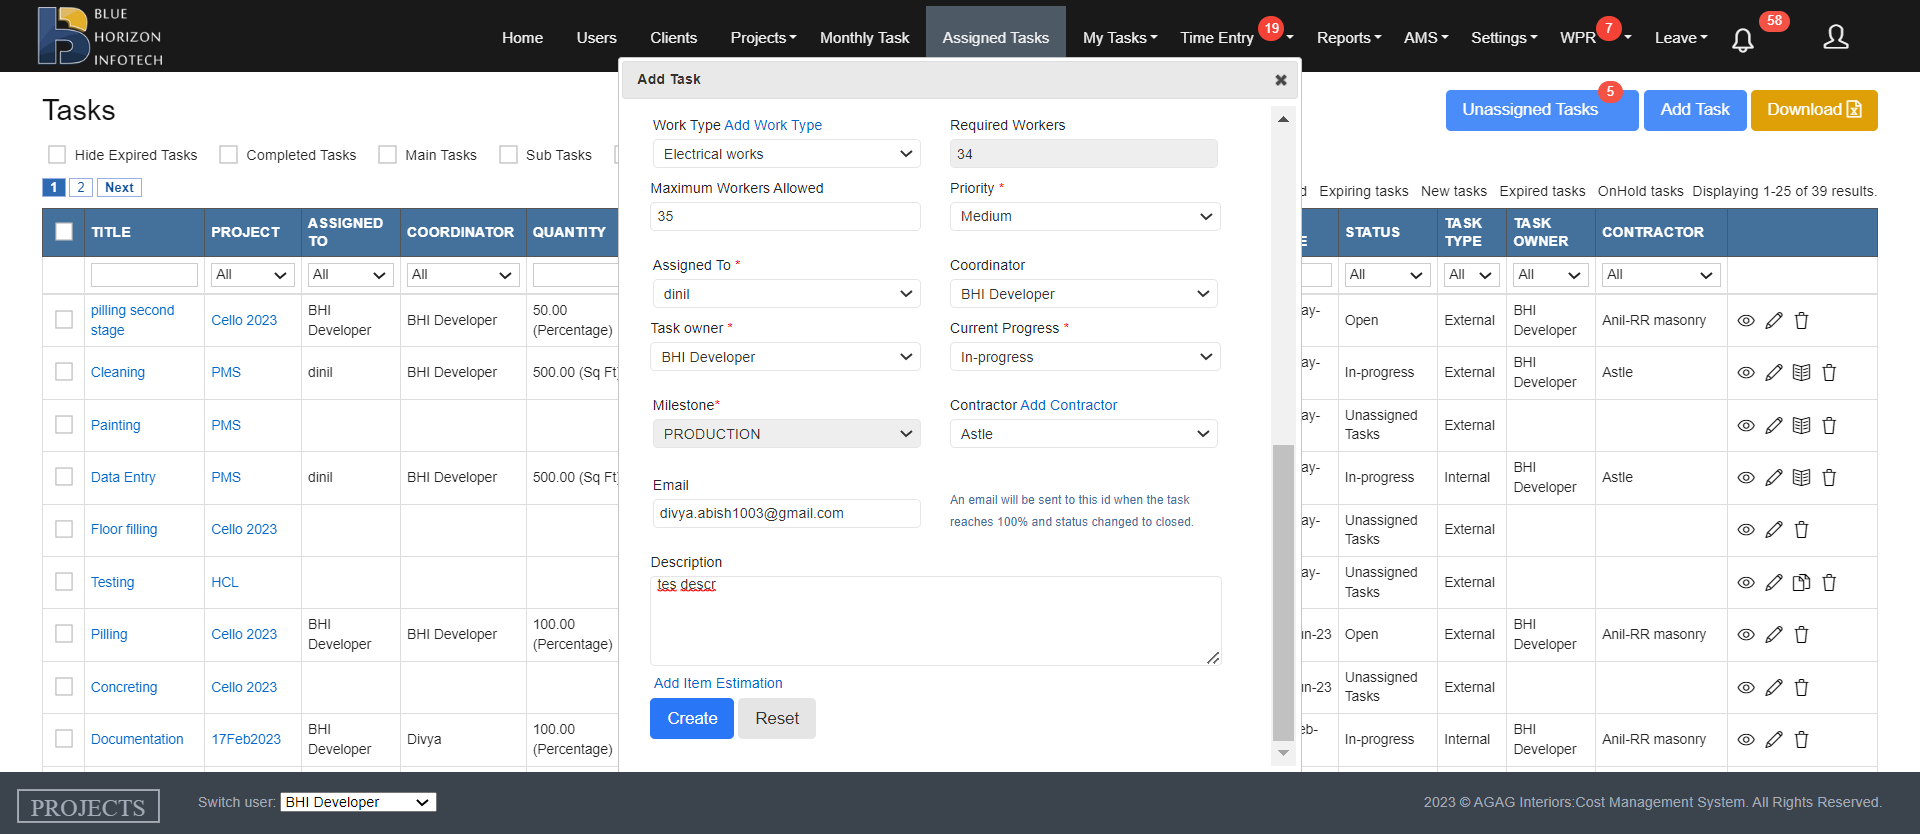 BLUE
HORIZON
INFOTECH
Home Users Clients Projects Monthly Task Assigned Tasks My Tasks Time Entry 19 Reports AMS Settings WPR 7 Leave 58
Tasks
Unassigned Tasks 5 Add Task Download
Hide Expired Tasks Completed Tasks Main Tasks Sub Tasks
1 2 Next
Expiring tasks New tasks Expired tasks OnHold tasks Displaying 1-25 of 39 results.
TITLE PROJECT ASSIGNED TO COORDINATOR QUANTITY E STATUS TASK TYPE TASK OWNER CONTRACTOR
All All All All All All All
pilling second stage Cello 2023 BHI Developer BHI Developer 50.00 (Percentage) ay- Open External BHI Developer Anil-RR masonry
Cleaning PMS dinil BHI Developer 500.00 (Sq Ft) ay- In-progress External BHI Developer Astle
Painting PMS ay- Unassigned Tasks External
Data Entry PMS dinil BHI Developer 500.00 (Sq Ft) ay- In-progress Internal BHI Developer Astle
Floor filling Cello 2023 ay- Unassigned Tasks External
Testing HCL ay- Unassigned Tasks External
Pilling Cello 2023 BHI Developer BHI Developer 100.00 (Percentage) un-23 Open External BHI Developer Anil-RR masonry
Concreting Cello 2023 un-23 Unassigned Tasks External
Documentation 17Feb2023 BHI Developer Divya 100.00 (Percentage) eb- In-progress Internal BHI Developer Anil-RR masonry
Add Task
Work Type Add Work Type Required Workers
Electrical works 34
Maximum Workers Allowed Priority *
35 Medium
Assigned To * Coordinator
dinil BHI Developer
Task owner * Current Progress *
BHI Developer In-progress
Milestone* Contractor Add Contractor
PRODUCTION Astle
Email
divya.abish1003@gmail.com
An email will be sent to this id when the task
reaches 100% and status changed to closed.
Description
tes descr
Add Item Estimation
Create Reset
PROJECTS Switch user: BHI Developer 2023 © AGAG Interiors:Cost Management System. All Rights Reserved.